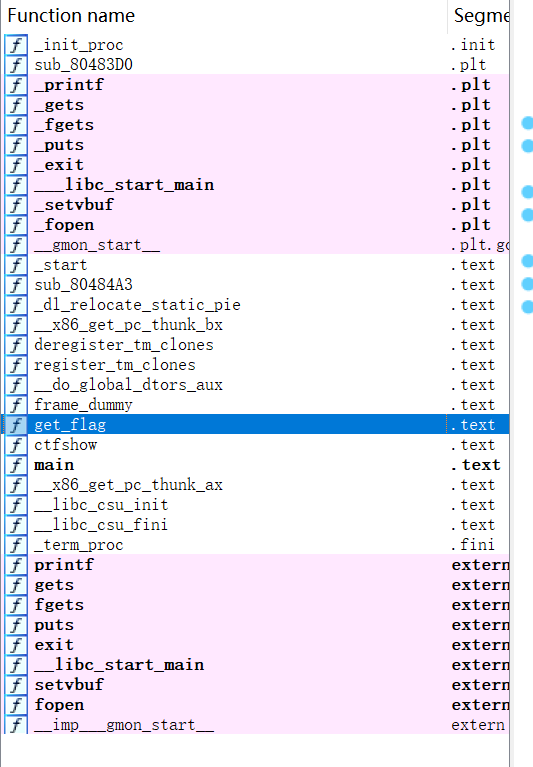 Function name Segme
f _init_proc .init
f sub_80483D0 .plt
f _printf .plt
f _gets .plt
f _fgets .plt
f _puts .plt
f _exit .plt
f ___libc_start_main .plt
f _setvbuf .plt
f _fopen .plt
f __gmon_start__ .plt.go
f _start .text
f sub_80484A3 .text
f _dl_relocate_static_pie .text
f __x86_get_pc_thunk_bx .text
f deregister_tm_clones .text
f register_tm_clones .text
f __do_global_dtors_aux .text
f frame_dummy .text
f get_flag .text
f ctfshow .text
f main .text
f __x86_get_pc_thunk_ax .text
f __libc_csu_init .text
f __libc_csu_fini .text
f _term_proc .fini
f printf extern
f gets extern
f fgets extern
f puts extern
f exit extern
f __libc_start_main extern
f setvbuf extern
f fopen extern
f __imp___gmon_start__ extern